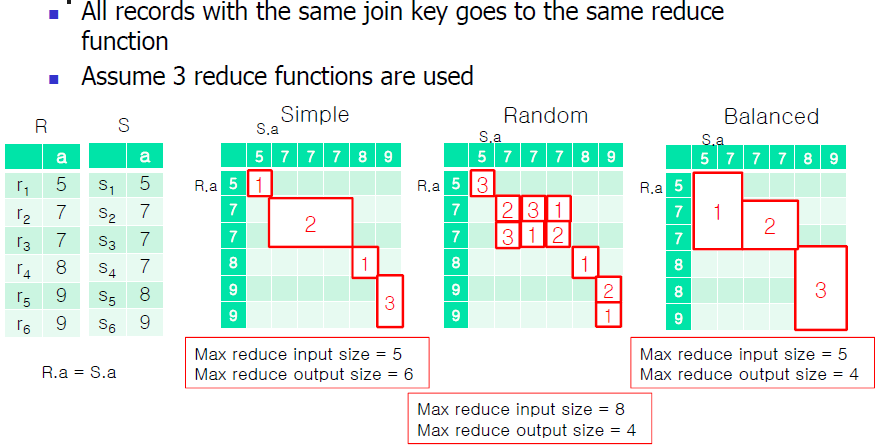 ▪ All records with the same join key goes to the same reduce
function
▪ Assume 3 reduce functions are used
R
a
r1 5
r2 7
r3 7
r4 8
r5 9
r6 9
S
a
s1 5
s2 7
s3 7
s4 7
s5 8
s6 9
R.a = S.a
Simple
S.a
5 7 7 7 8 9
R.a 5 1
7
2
7
8 1
9
3
9
Max reduce input size = 5
Max reduce output size = 6
Random
S.a
5 7 7 7 8 9
R.a 5 3
7 2 3 1
7 3 1 2
8 1
9 2
9 1
Max reduce input size = 8
Max reduce output size = 4
Balanced
S.a
5 7 7 7 8 9
R.a 5
7 1 2
7
8
8 3
9
Max reduce input size = 5
Max reduce output size = 4